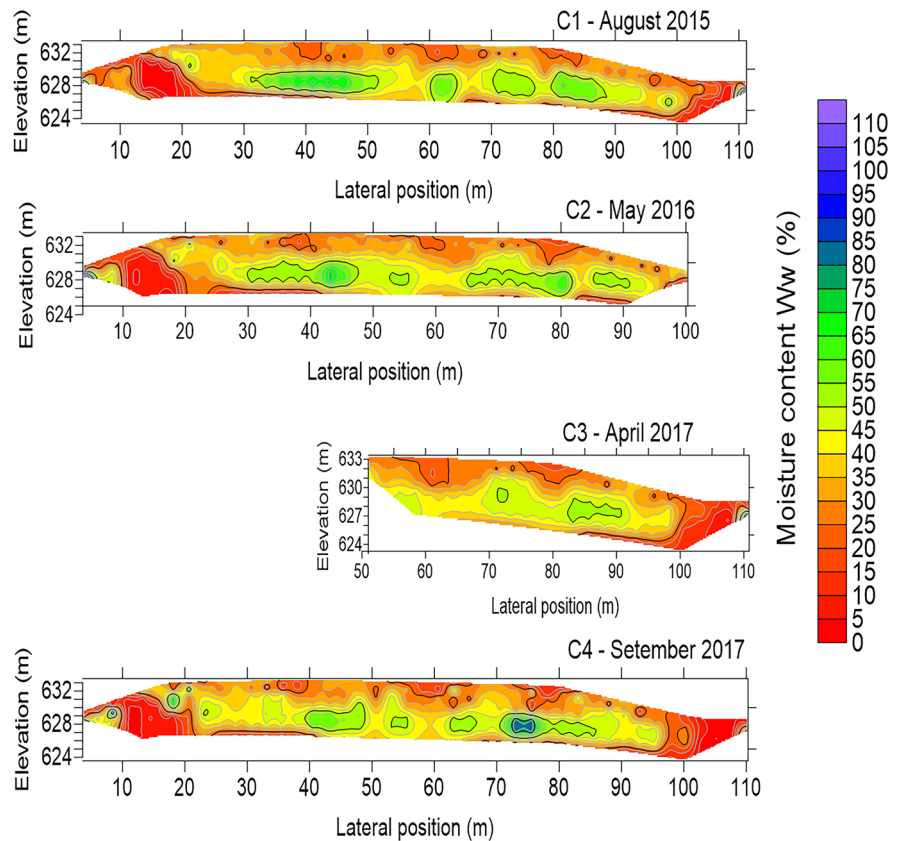 C1 - August 2015
Elevation (m)
632
628
624
10 20 30 40 50 60 70 80 90 100 110
Lateral position (m)
C2 - May 2016
Elevation (m)
632
628
624
10 20 30 40 50 60 70 80 90 100
Lateral position (m)
C3 - April 2017
Elevation (m)
633
630
627
624
50 60 70 80 90 100 110
Lateral position (m)
C4 - Setember 2017
Elevation (m)
632
628
624
10 20 30 40 50 60 70 80 90 100 110
Lateral position (m)
Moisture content Ww (%)
110
105
100
95
90
85
80
75
70
65
60
55
50
45
40
35
30
25
20
15
10
5
0